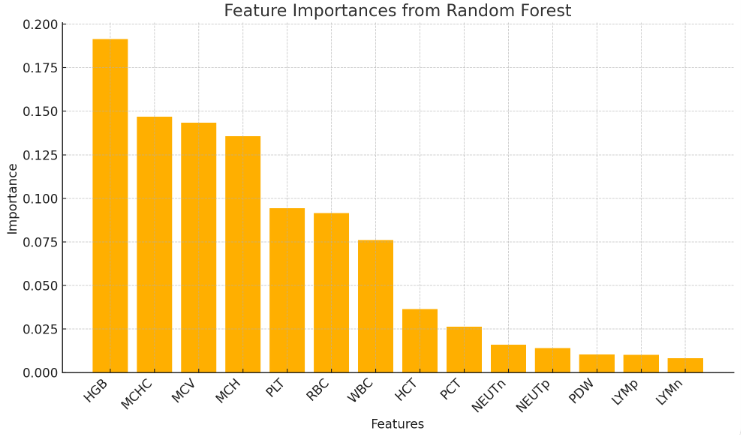 Feature Importances from Random Forest
0.200
0.175
0.150
0.125
0.100
0.075
0.050
0.025
0.000
Importance
HGB
MCHC
MCV
MCH
PLT
RBC
WBC
HCT
PCT
NEUTn
NEUTp
PDW
LYMp
LYMn
Features